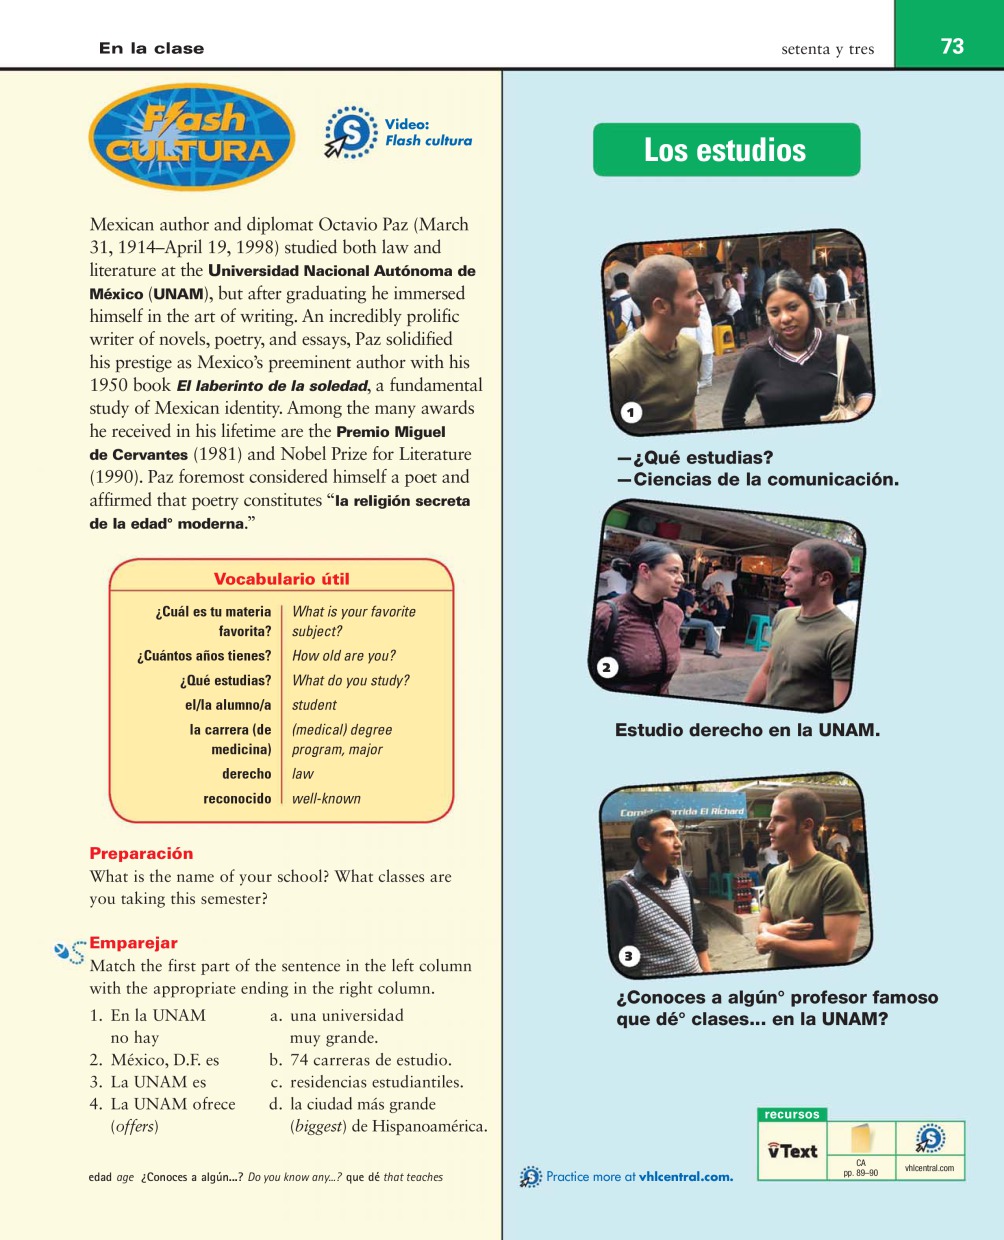 En la clase
setenta y tres
73
Flash
CULTURA
Video:
Flash cultura
Mexican author and diplomat Octavio Paz (March
31, 1914–April 19, 1998) studied both law and
literature at the Universidad Nacional Autónoma de
México (UNAM), but after graduating he immersed
himself in the art of writing. An incredibly prolific
writer of novels, poetry, and essays, Paz solidified
his prestige as Mexico's preeminent author with his
1950 book El laberinto de la soledad, a fundamental
study of Mexican identity. Among the many awards
he received in his lifetime are the Premio Miguel
de Cervantes (1981) and Nobel Prize for Literature
(1990). Paz foremost considered himself a poet and
affirmed that poetry constitutes “la religión secreta
de la edad° moderna.”
Vocabulario útil
¿Cuál es tu materia What is your favorite
favorita? subject?
¿Cuántos años tienes? How old are you?
¿Qué estudias? What do you study?
el/la alumno/a student
la carrera (de (medical) degree
medicina) program, major
derecho law
reconocido well-known
Preparación
What is the name of your school? What classes are
you taking this semester?
Emparejar
Match the first part of the sentence in the left column
with the appropriate ending in the right column.
1. En la UNAM a. una universidad
no hay muy grande.
2. México, D.F. es b. 74 carreras de estudio.
3. La UNAM es c. residencias estudiantiles.
4. La UNAM ofrece d. la ciudad más grande
(offers) (biggest) de Hispanoamérica.
edad age ¿Conoces a algún...? Do you know any...? que dé that teaches
Los estudios
1
—¿Qué estudias?
—Ciencias de la comunicación.
2
Estudio derecho en la UNAM.
Comida Corrida El Richard
3
¿Conoces a algún° profesor famoso
que dé° clases... en la UNAM?
recursos
vText
CA
pp. 89–90
vhlcentral.com
Practice more at vhlcentral.com.